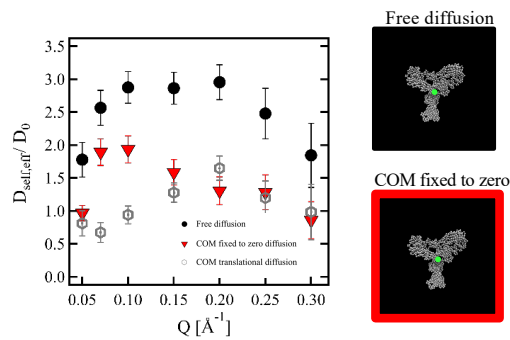 Free diffusion
COM fixed to zero
D_self,eff/ D_0
3.5
3.0
2.5
2.0
1.5
1.0
0.5
0.0
Free diffusion
COM fixed to zero diffusion
COM translational diffusion
0.05 0.10 0.15 0.20 0.25 0.30
Q [Å^-1]